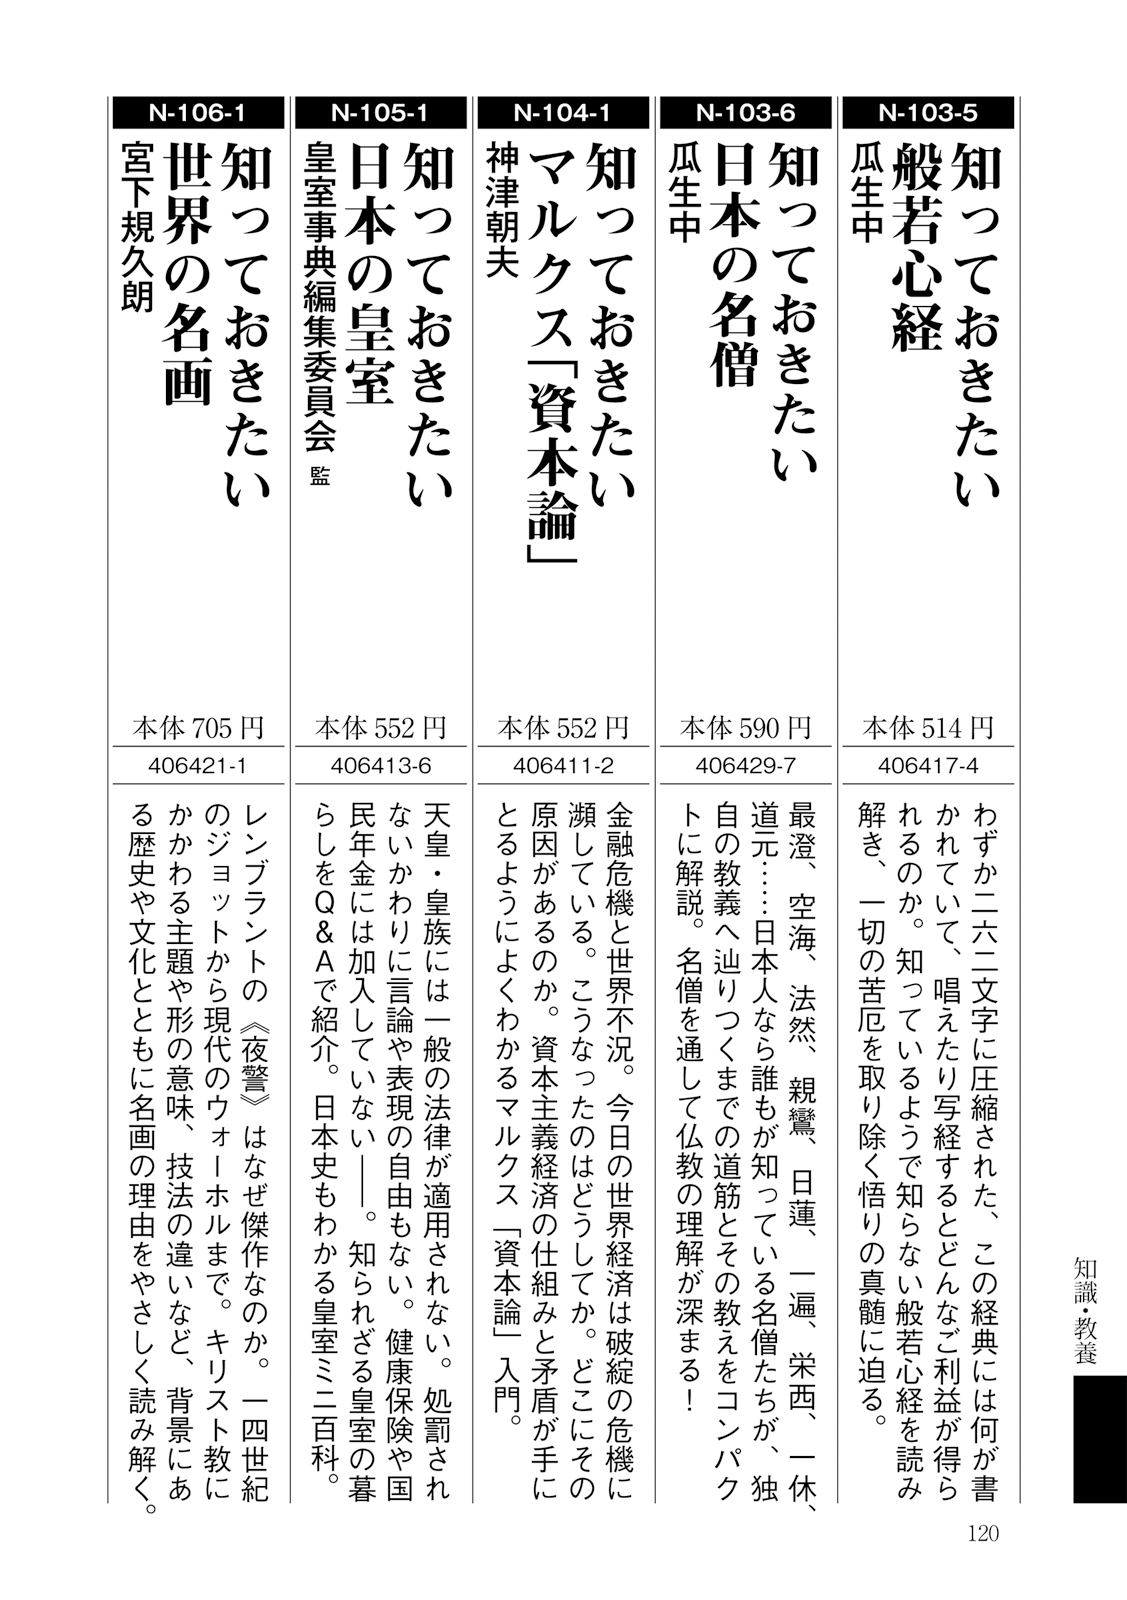 N-103-5
知っておきたい
般若心経
瓜生中
本体514円
406417-4
わずか二六二文字に圧縮された、この経典には何が書
かれていて、唱えたり写経するとどんなご利益が得ら
れるのか。知っているようで知らない般若心経を読み
解き、一切の苦厄を取り除く悟りの真髄に迫る。
N-103-6
知っておきたい
日本の名僧
瓜生中
本体590円
406429-7
最澄、空海、法然、親鸞、日蓮、一遍、栄西、一休、
道元……日本人なら誰もが知っている名僧たちが、独
自の教義へ辿りつくまでの道筋とその教えをコンパク
トに解説。名僧を通して仏教の理解が深まる！
N-104-1
知っておきたい
マルクス「資本論」
神津朝夫
本体552円
406411-2
金融危機と世界不況。今日の世界経済は破綻の危機に
瀕している。こうなったのはどうしてか。どこにその
原因があるのか。資本主義経済の仕組みと矛盾が手に
とるようによくわかるマルクス「資本論」入門。
N-105-1
知っておきたい
日本の皇室
皇室事典編集委員会 監
本体552円
406413-6
天皇・皇族には一般の法律が適用されない。処罰され
ないかわりに言論や表現の自由もない。健康保険や国
民年金には加入していない――。知られざる皇室の暮
らしをQ＆Aで紹介。日本史もわかる皇室ミニ百科。
N-106-1
知っておきたい
世界の名画
宮下規久朗
本体705円
406421-1
レンブラントの《夜警》はなぜ傑作なのか。一四世紀
のジョットから現代のウォーホルまで。キリスト教に
かかわる主題や形の意味、技法の違いなど、背景にあ
る歴史や文化とともに名画の理由をやさしく読み解く。
知識・教養
120